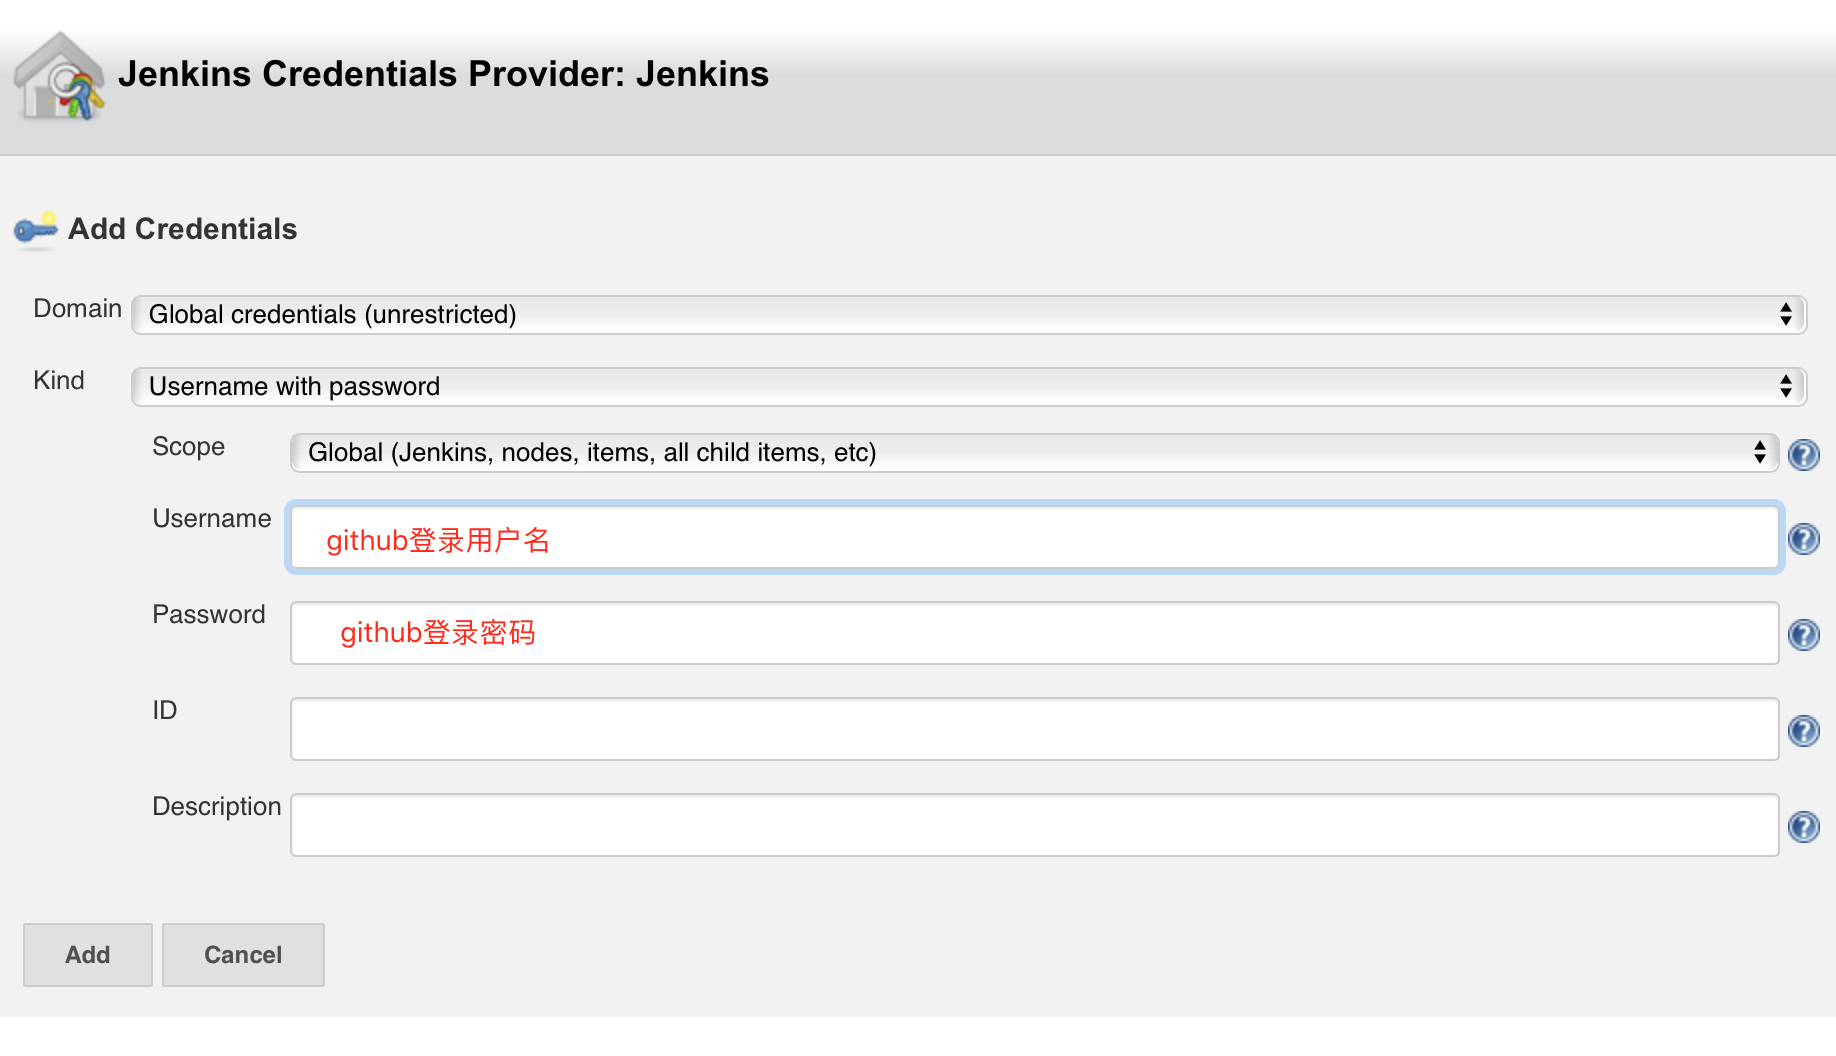 Jenkins Credentials Provider: Jenkins
Add Credentials
Domain Global credentials (unrestricted)
Kind Username with password
Scope Global (Jenkins, nodes, items, all child items, etc)
Username github登录用户名
Password github登录密码
ID
Description
Add Cancel